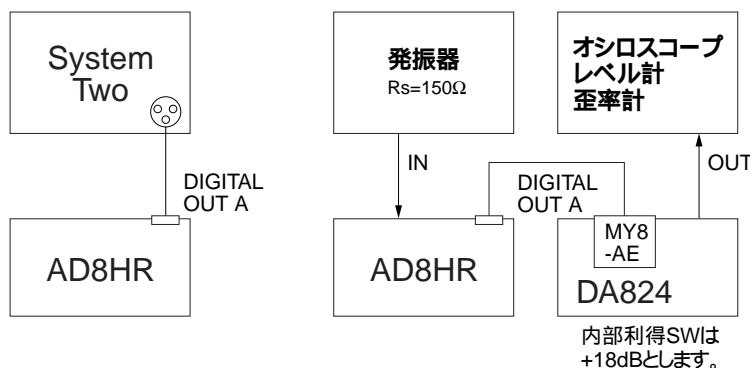 System
Two
DIGITAL
OUT A
AD8HR
発振器
Rs=150Ω
IN
DIGITAL
OUT A
AD8HR
オシロスコープ
レベル計
歪率計
OUT
MY8
-AE
DA824
内部利得SWは
+18dBとします。